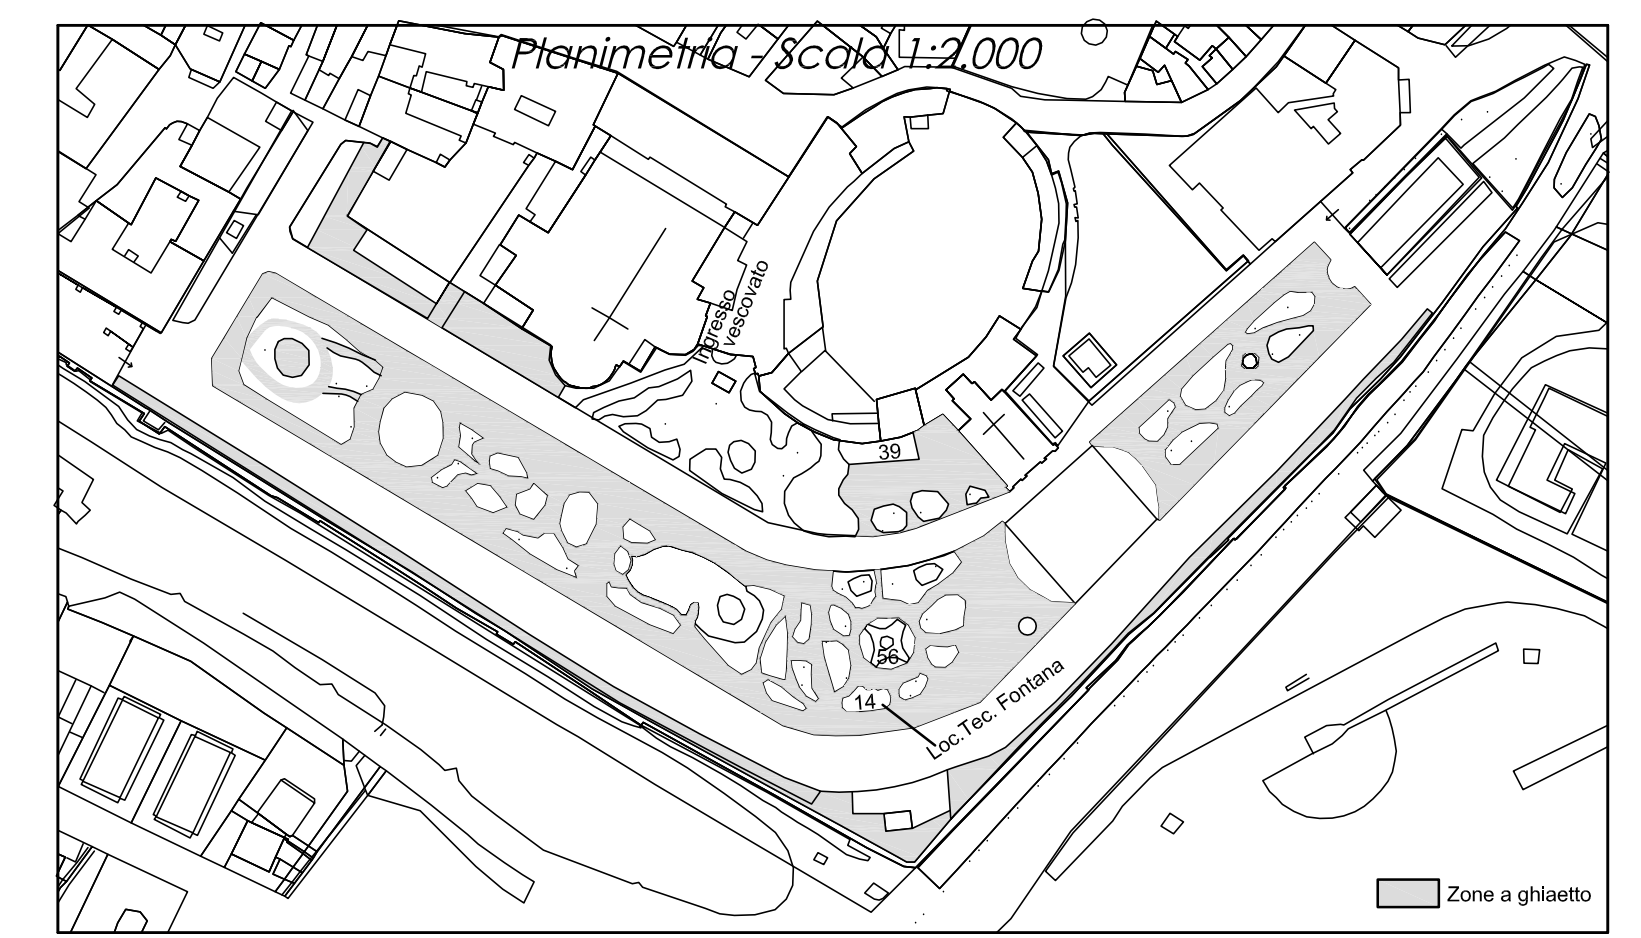 Planimetria - Scala 1:2.000
Ingresso
vescovato
39
56
14
Loc.Tec. Fontana
Zone a ghiaetto